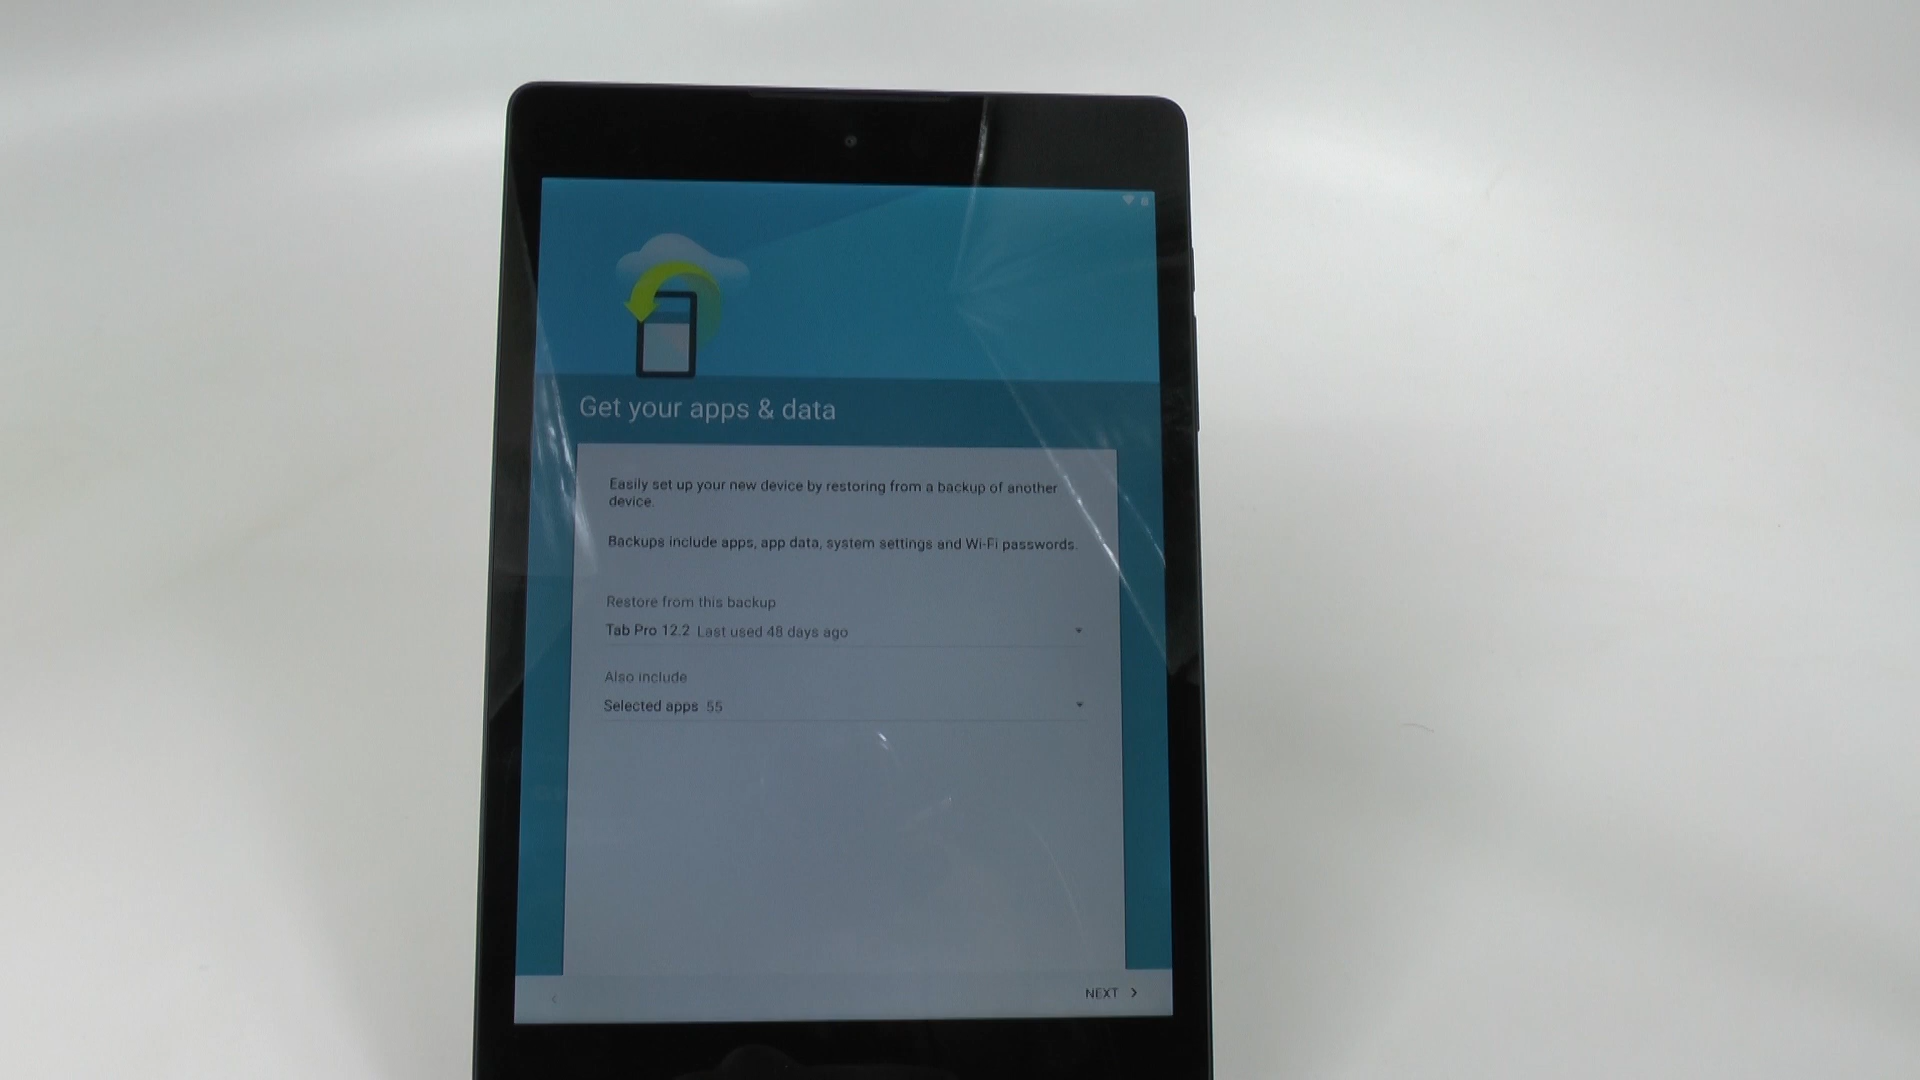 Get your apps & data
Easily set up your new device by restoring from a backup of another
device.
Backups include apps, app data, system settings and Wi-Fi passwords.
Restore from this backup
Tab Pro 12.2 Last used 48 days ago
Also include
Selected apps 55
NEXT